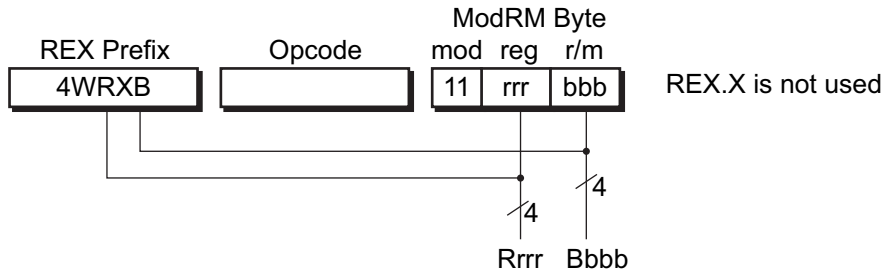 ModRM Byte
REX Prefix Opcode mod reg r/m
4WRXB 11 rrr bbb REX.X is not used
4
4
Rrrr Bbbb